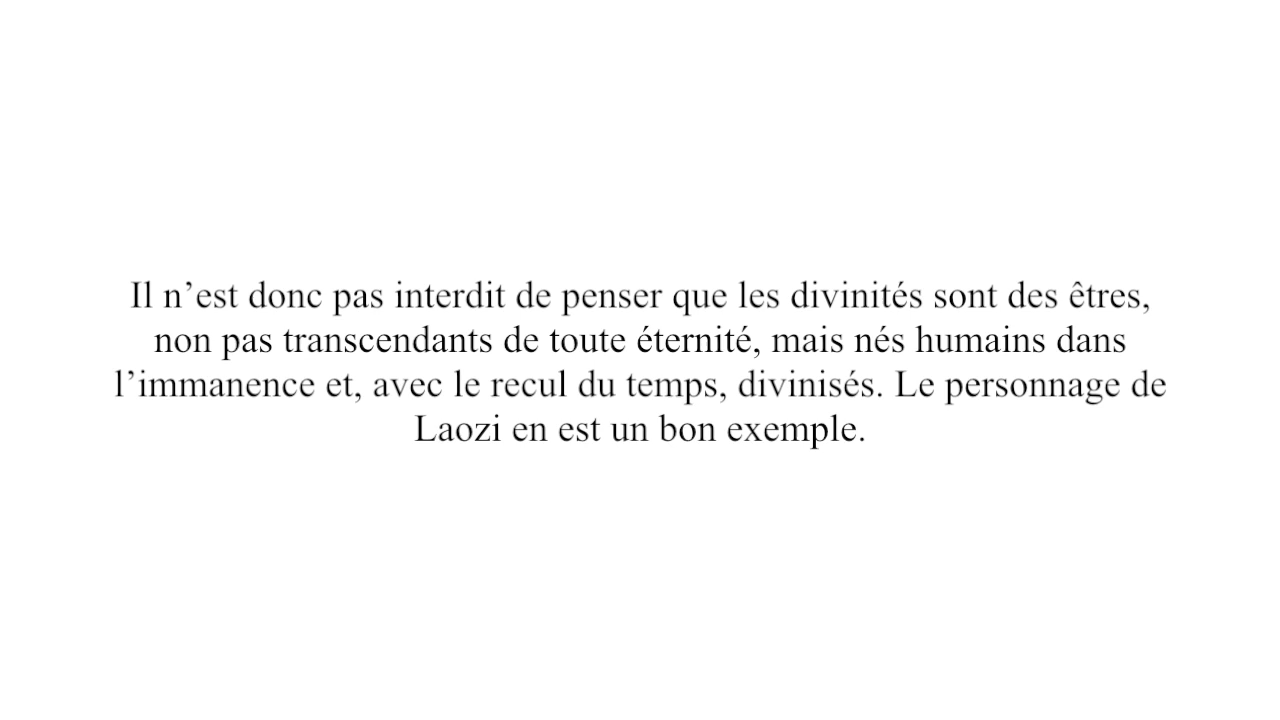 Il n’est donc pas interdit de penser que les divinités sont des êtres,
non pas transcendants de toute éternité, mais nés humains dans
l’immanence et, avec le recul du temps, divinisés. Le personnage de
Laozi en est un bon exemple.